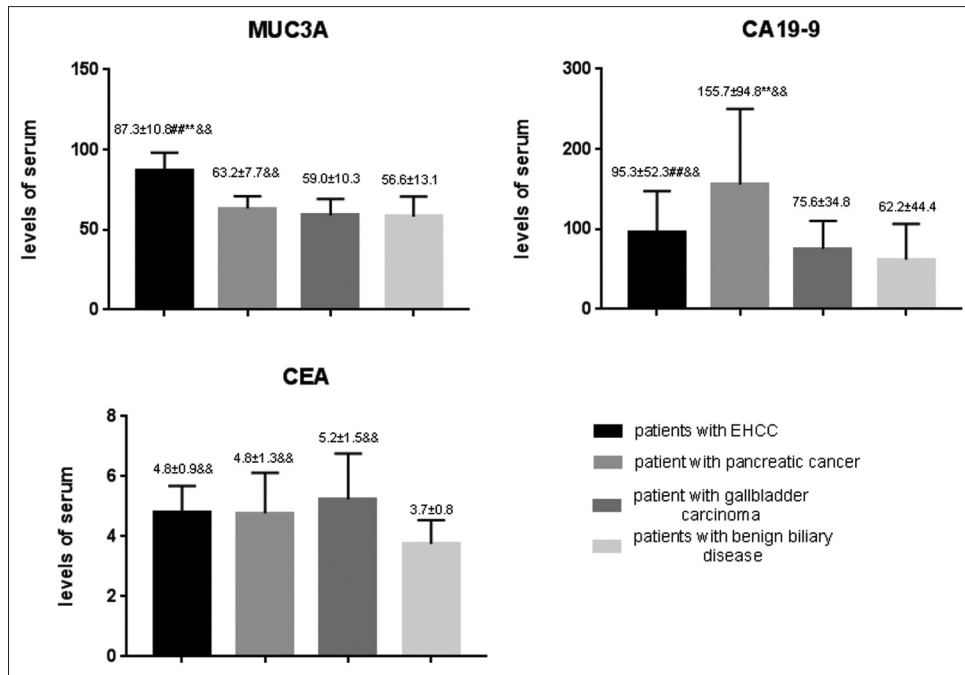 MUC3A
levels of serum
150
100
50
0
87.3±10.8##**&&
63.2±7.7&&
59.0±10.3
56.6±13.1
CA19-9
levels of serum
300
200
100
0
95.3±52.3##&&
155.7±94.8**&&
75.6±34.8
62.2±44.4
CEA
levels of serum
8
6
4
2
0
4.8±0.9&&
4.8±1.3&&
5.2±1.5&&
3.7±0.8
patients with EHCC
patient with pancreatic cancer
patient with gallbladder
carcinoma
patients with benign biliary
disease